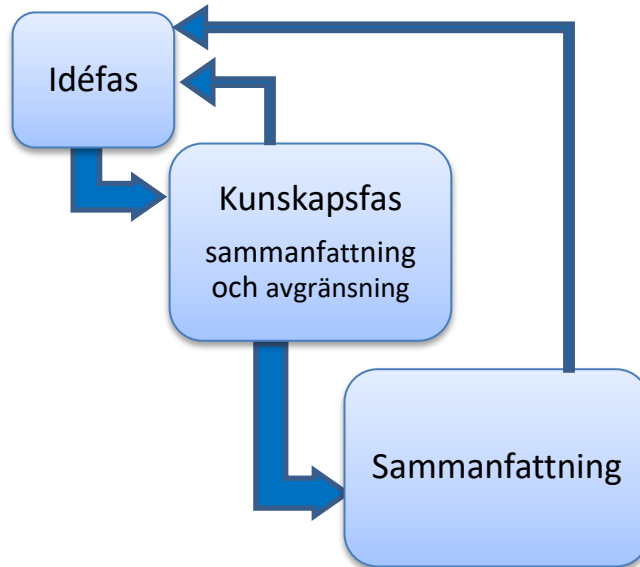 Idéfas
Kunskapsfas
sammanfattning
och avgränsning
Sammanfattning